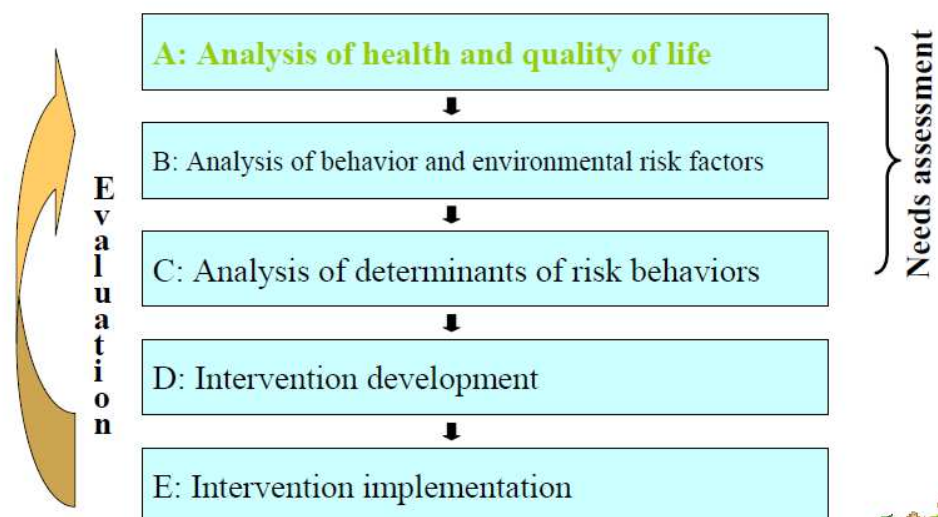 A: Analysis of health and quality of life
B: Analysis of behavior and environmental risk factors
C: Analysis of determinants of risk behaviors
D: Intervention development
E: Intervention implementation
Evaluation
Needs assessment